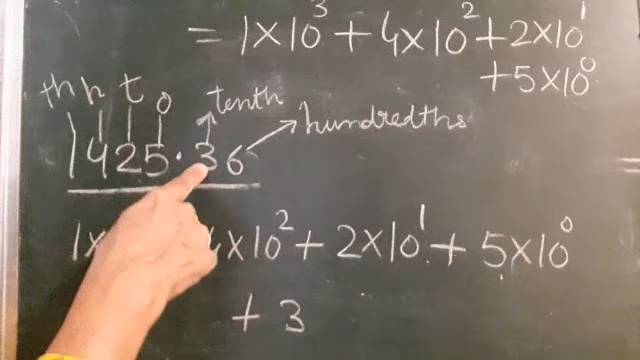 = 1×10³ + 4×10² + 2×10¹
+ 5×10⁰
th h t o tenth
hundredths
1425.36
1× ×10² + 2×10¹ + 5×10⁰
+ 3